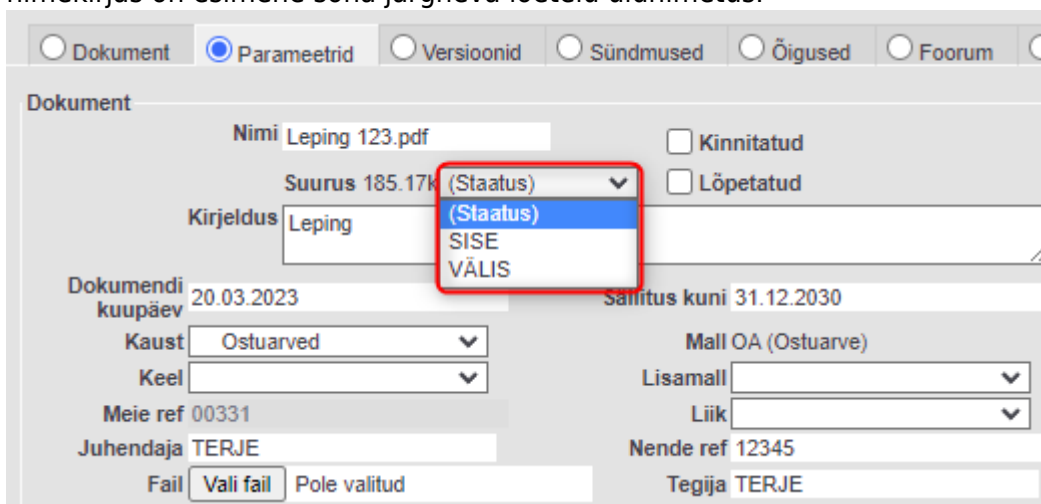 Dokument Parameetrid Versioonid Sündmused Õigused Foorum
Dokument
Nimi Leping 123.pdf Kinnitatud
Suurus 185.17k (Staatus) Lõpetatud
(Staatus)
Kirjeldus Leping
SISE
VÄLIS
Dokumendi kuupäev 20.03.2023 Säilitus kuni 31.12.2030
Kaust Ostuarved Mall OA (Ostuarve)
Keel Lisamall
Meie ref 00331 Liik
Juhendaja TERJE Nende ref 12345
Fail Vali fail Pole valitud Tegija TERJE